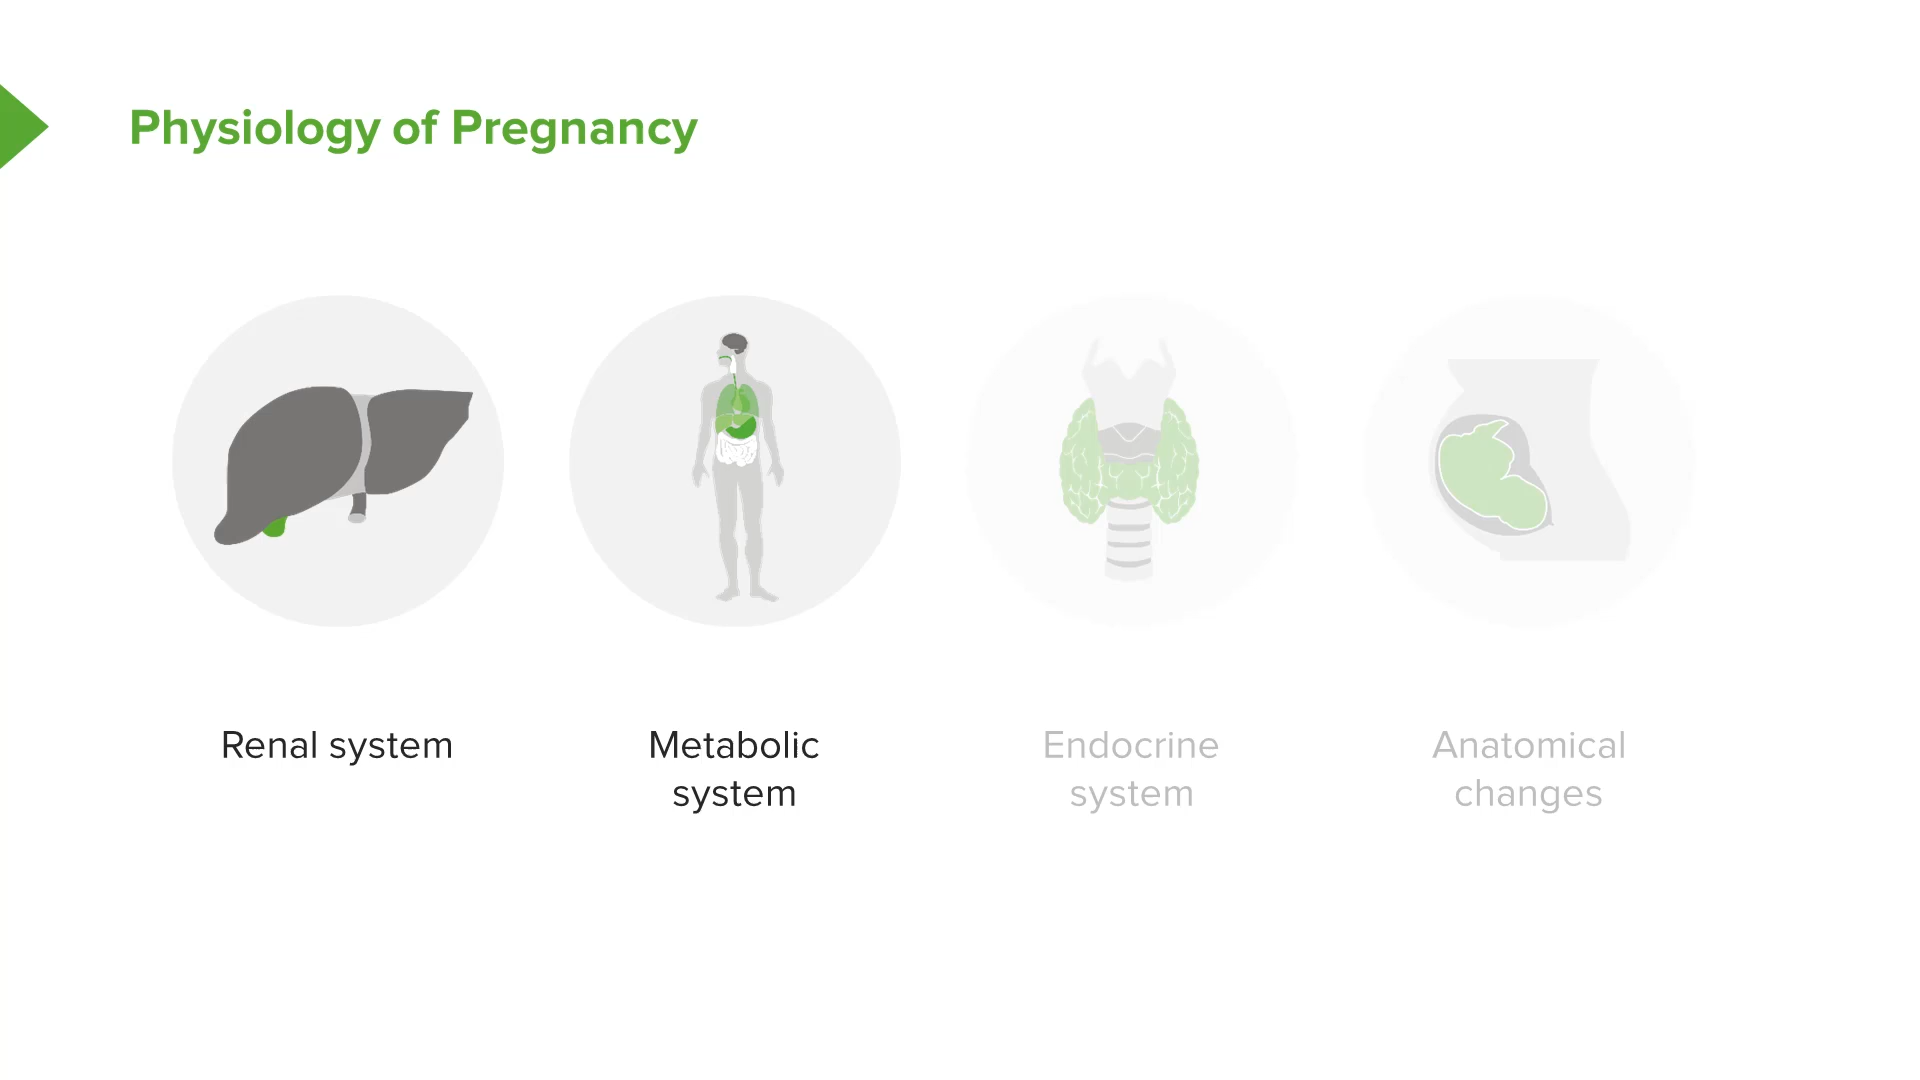 Physiology of Pregnancy
Renal system
Metabolic
system
Endocrine
system
Anatomical
changes